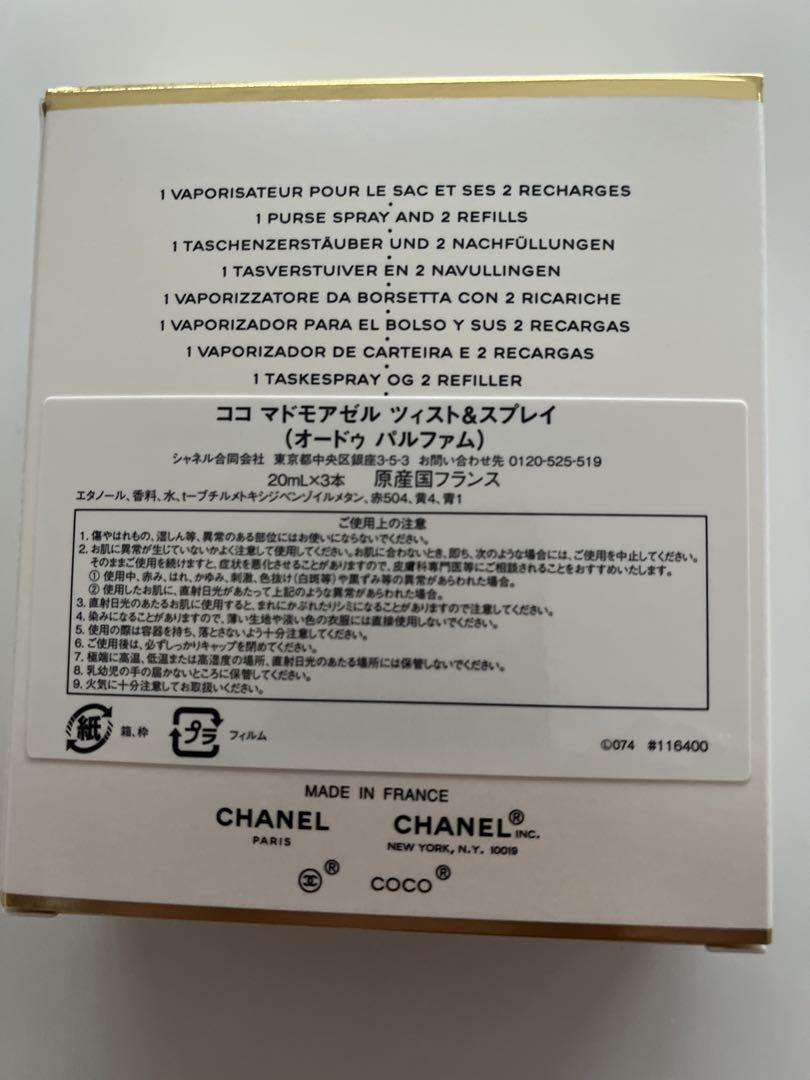 1 VAPORISATEUR POUR LE SAC ET SES 2 RECHARGES
1 PURSE SPRAY AND 2 REFILLS
1 TASCHENZERSTÄUBER UND 2 NACHFÜLLUNGEN
1 TASVERSTUIVER EN 2 NAVULLINGEN
1 VAPORIZZATORE DA BORSETTA CON 2 RICARICHE
1 VAPORIZADOR PARA EL BOLSO Y SUS 2 RECARGAS
1 VAPORIZADOR DE CARTEIRA E 2 RECARGAS
1 TASKESPRAY OG 2 REFILLER
ココ マドモアゼル ツィスト&スプレイ
(オードゥ パルファム)
シャネル合同会社 東京都中央区銀座3-5-3 お問い合わせ先 0120-525-519
20mL×3本 原産国フランス
エタノール、香料、水、t-ブチルメトキシジベンゾイルメタン、赤504、黄4、青1
ご使用上の注意
1. 傷やはれもの、湿しん等、異常のある部位にはお使いにならないでください。
2. お肌に異常が生じていないかよく注意して使用してください。お肌に合わないとき、即ち、次のような場合には、ご使用を中止してください。
そのままご使用を続けますと、症状を悪化させることがありますので、皮膚科専門医等にご相談されることをおすすめいたします。
① 使用中、赤み、はれ、かゆみ、刺激、色抜け(白斑等)や黒ずみ等の異常があらわれた場合。
② 使用したお肌に、直射日光があたって上記のような異常があらわれた場合。
3. 直射日光のあたるお肌に使用すると、まれにかぶれたりシミになることがありますので注意してください。
4. 染みになることがありますので、薄い生地や淡い色の衣服には直接使用しないでください。
5. 使用の際は容器を持ち、落とさないよう十分注意してください。
6. ご使用後は、必ずしっかりキャップを閉めてください。
7. 極端に高温、低温または高湿度の場所、直射日光のあたる場所には保管しないでください。
8. 乳幼児の手の届かないところに保管してください。
9. 火気に十分注意してお取扱いください。
紙 箱、枠 プラ フィルム Ⓛ074 #116400
MADE IN FRANCE
CHANEL CHANEL® INC.
PARIS NEW YORK, N.Y. 10019
® COCO®